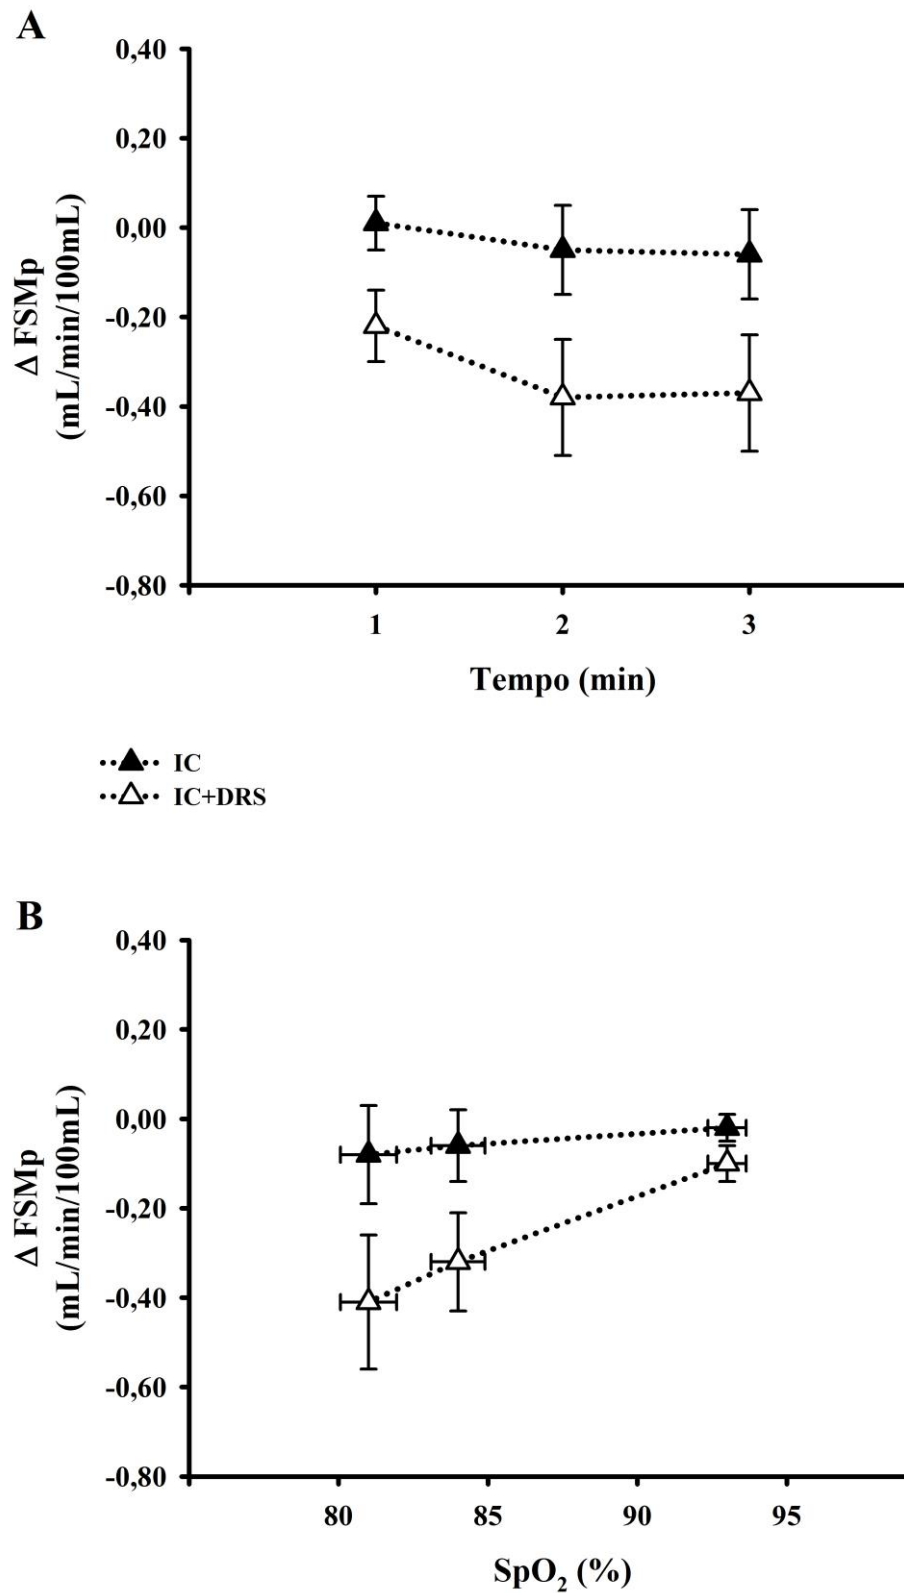 A
0,40
0,20
0,00
-0,20
-0,40
-0,60
-0,80
Δ FSMp
(mL/min/100mL)
1 2 3
Tempo (min)
IC
IC+DRS
B
0,40
0,20
0,00
-0,20
-0,40
-0,60
-0,80
Δ FSMp
(mL/min/100mL)
80 85 90 95
SpO₂ (%)